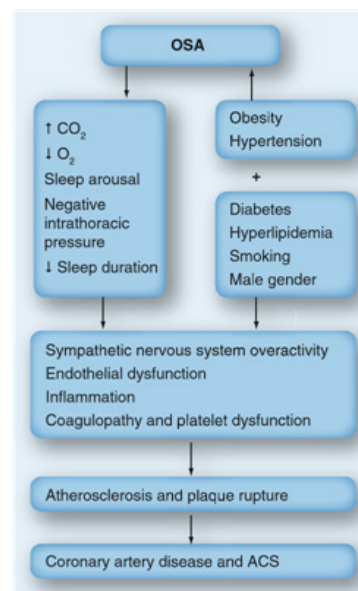 OSA
↑ CO₂
↓ O₂
Sleep arousal
Negative
intrathoracic
pressure
↓ Sleep duration
Obesity
Hypertension
+
Diabetes
Hyperlipidemia
Smoking
Male gender
Sympathetic nervous system overactivity
Endothelial dysfunction
Inflammation
Coagulopathy and platelet dysfunction
Atherosclerosis and plaque rupture
Coronary artery disease and ACS